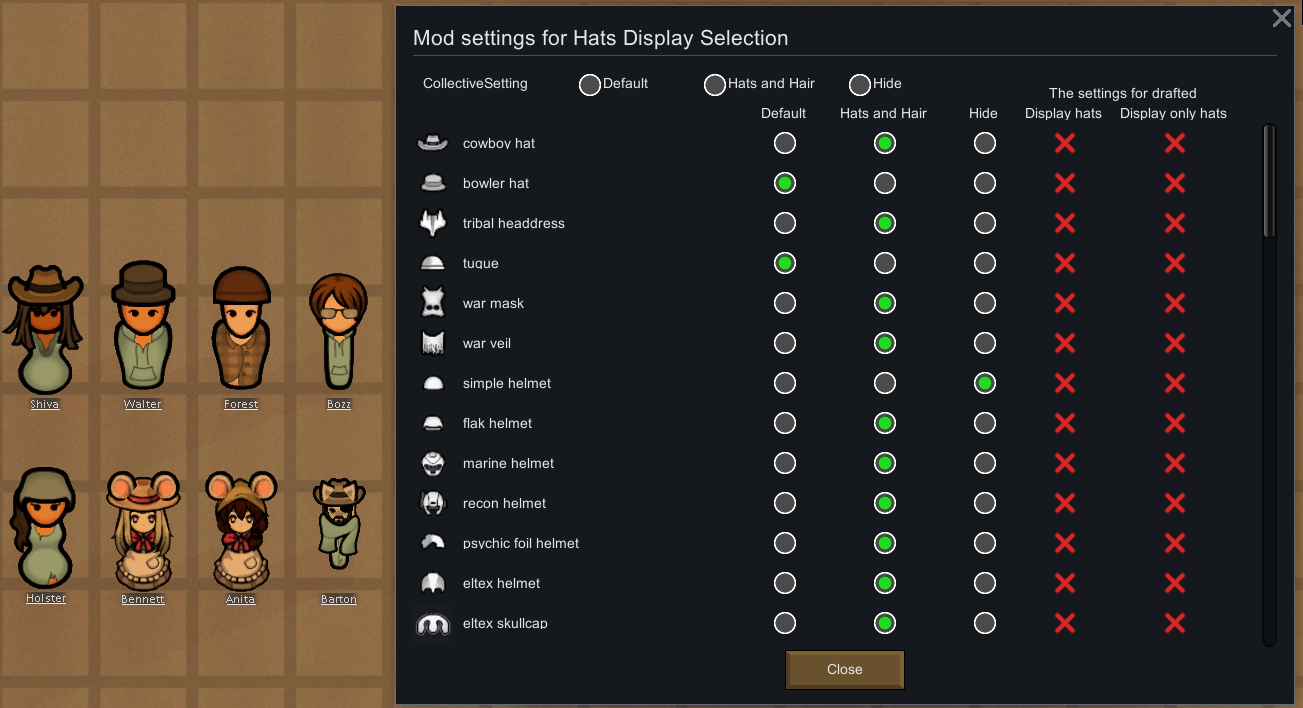 Mod settings for Hats Display Selection
CollectiveSetting Default Hats and Hair Hide
The settings for drafted
Default Hats and Hair Hide Display hats Display only hats
cowboy hat
bowler hat
tribal headdress
tuque
war mask
war veil
simple helmet
flak helmet
marine helmet
recon helmet
psychic foil helmet
eltex helmet
eltex skullcap
Close
Shiva Walter Forest Bozz
Holster Bennett Anita Barton